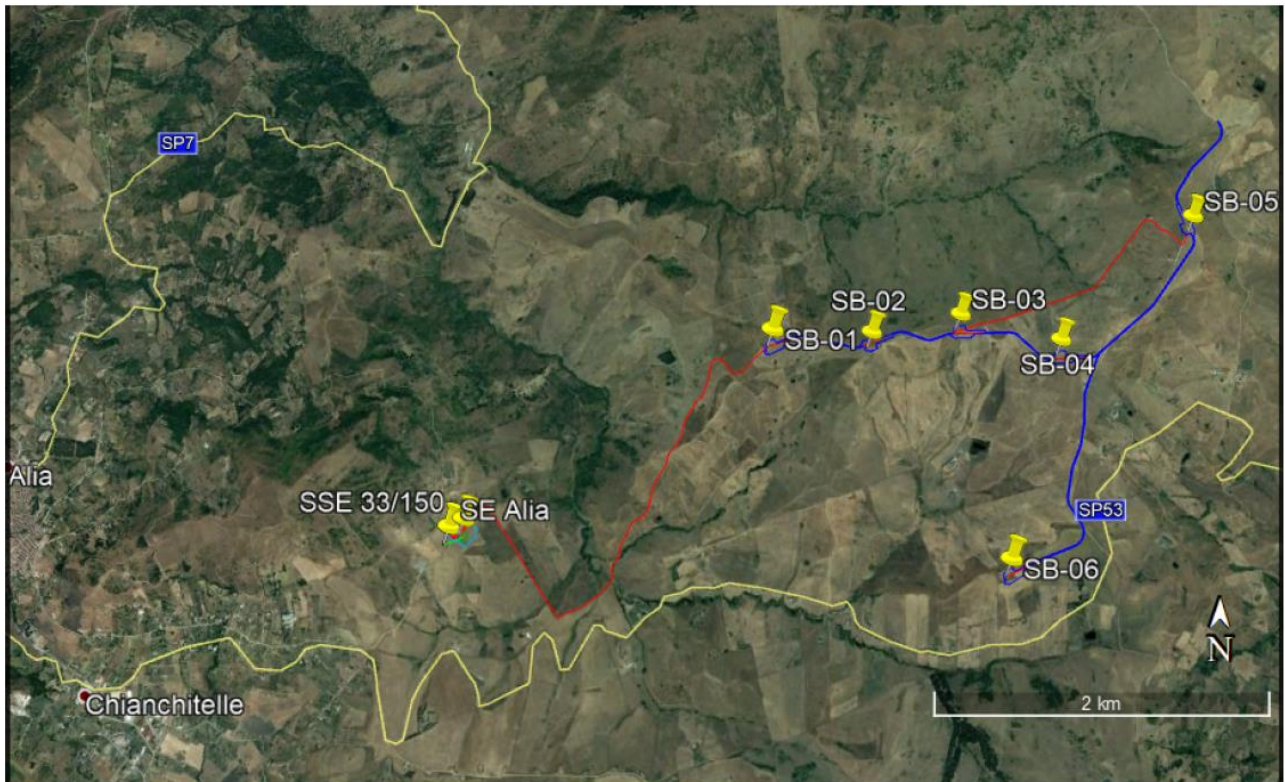 SP7
SB-05
SB-02
SB-03
SB-01
SB-04
Alia
SSE 33/150
SE Alia
SP53
SB-06
N
2 km
Chianchitelle